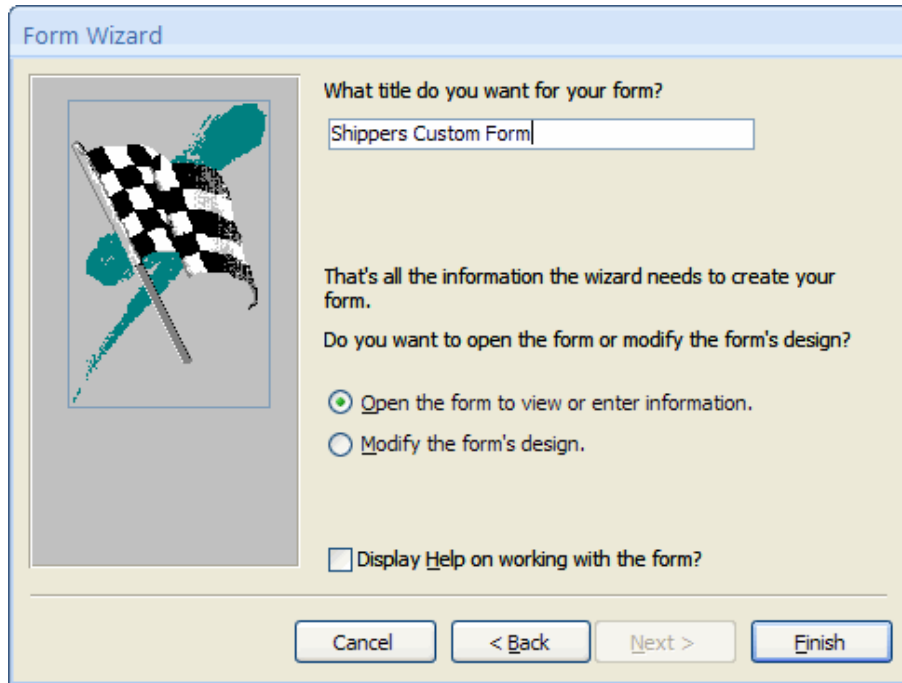 Form Wizard
What title do you want for your form?
Shippers Custom Form
That's all the information the wizard needs to create your
form.
Do you want to open the form or modify the form's design?
Open the form to view or enter information.
Modify the form's design.
Display Help on working with the form?
Cancel
< Back
Next >
Finish